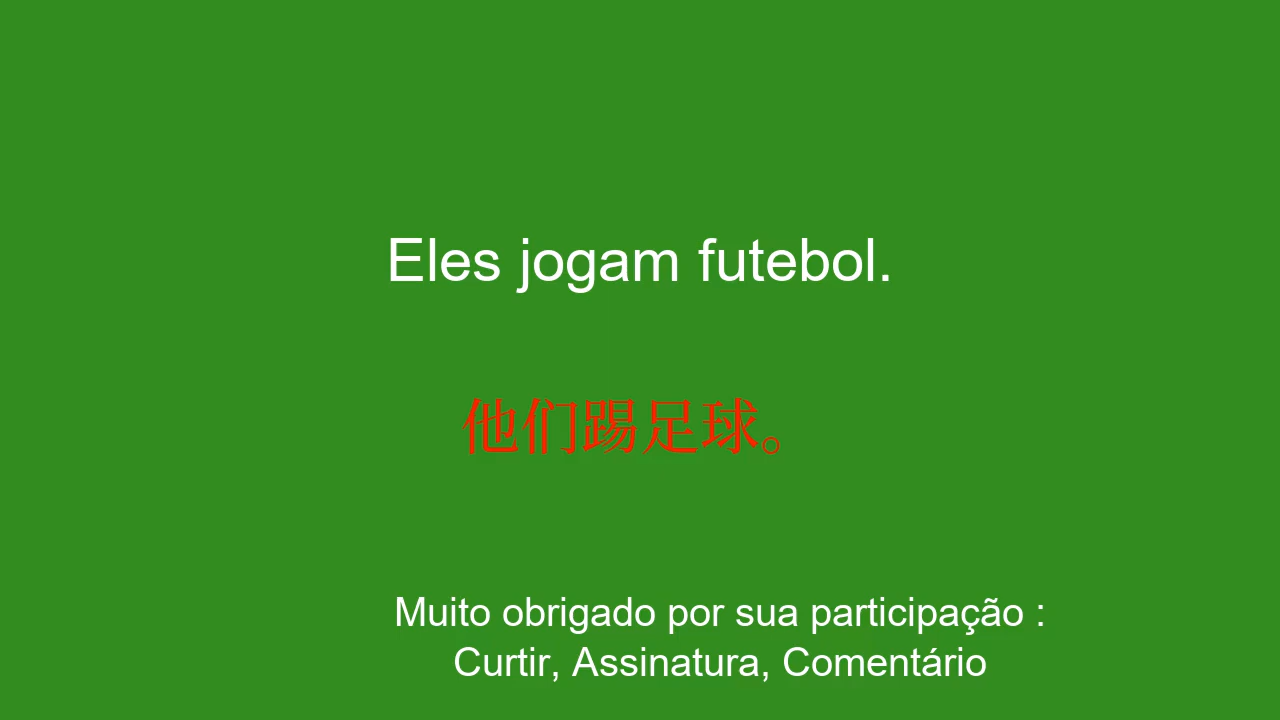 Eles jogam futebol.
他们踢足球。
Muito obrigado por sua participação :
Curtir, Assinatura, Comentário